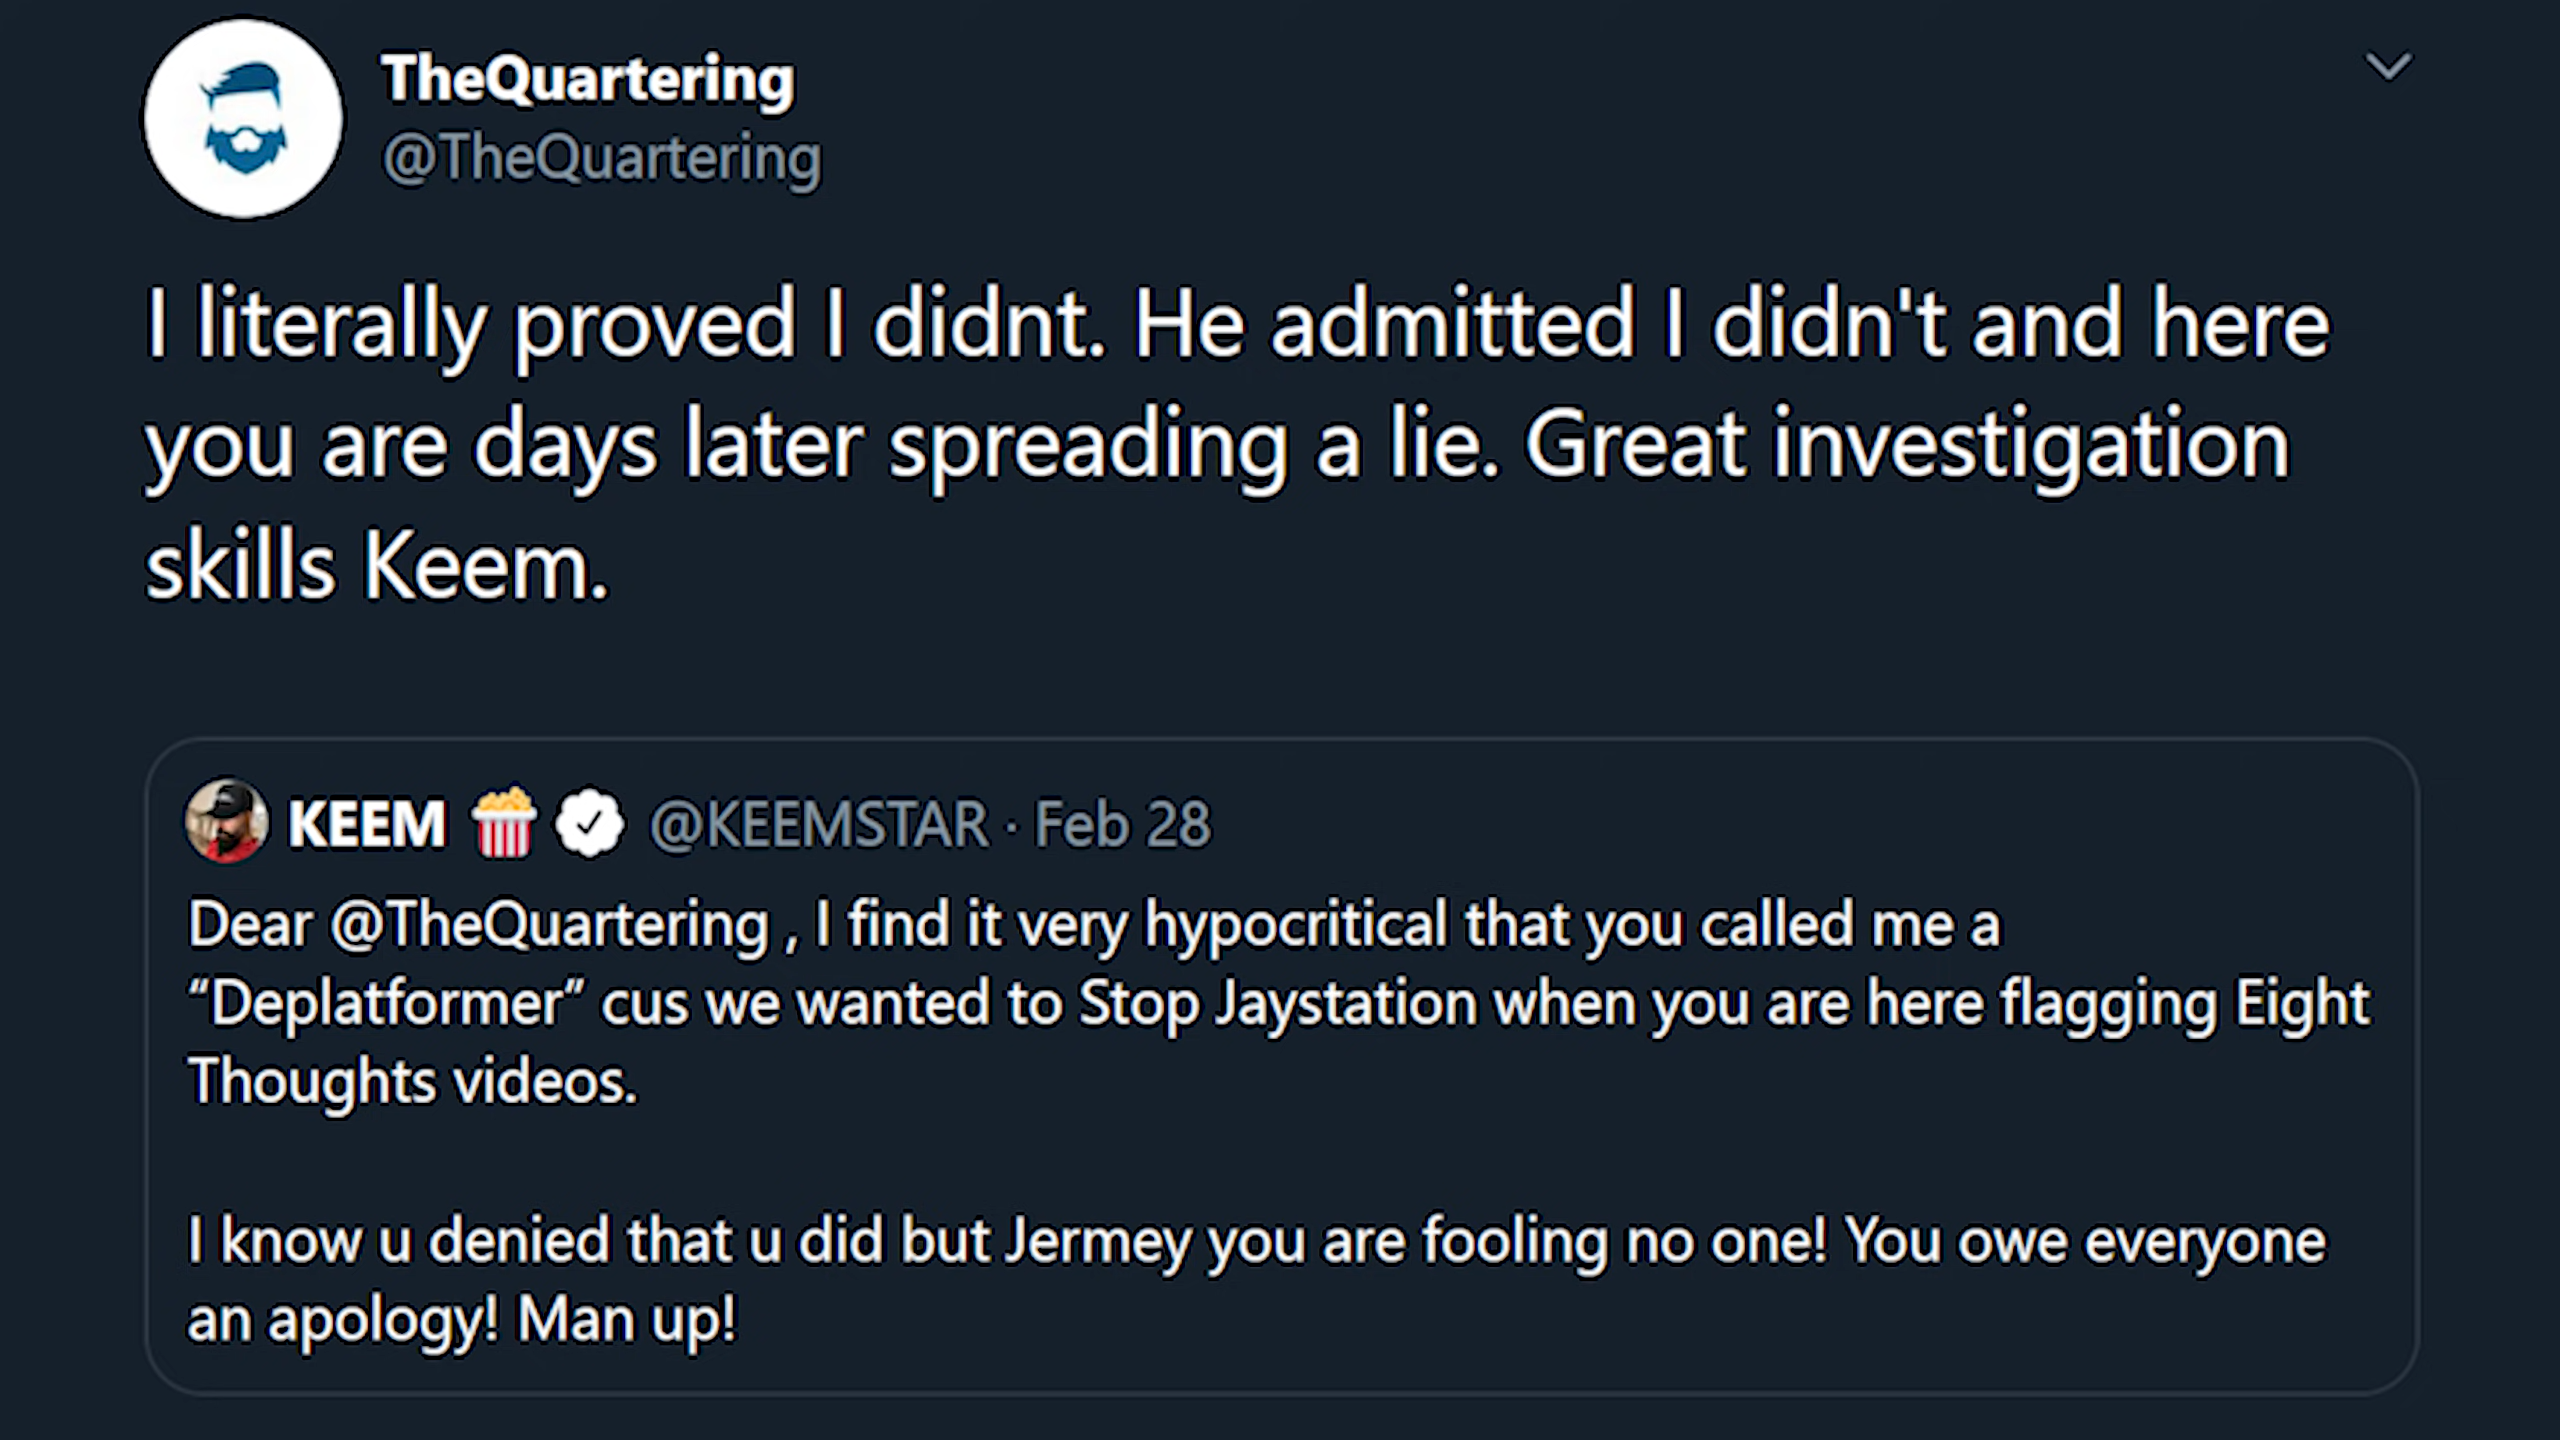 TheQuartering
@TheQuartering
I literally proved I didnt. He admitted I didn't and here
you are days later spreading a lie. Great investigation
skills Keem.
KEEM 🍿 @KEEMSTAR · Feb 28
Dear @TheQuartering , I find it very hypocritical that you called me a
“Deplatformer” cus we wanted to Stop Jaystation when you are here flagging Eight
Thoughts videos.
I know u denied that u did but Jermey you are fooling no one! You owe everyone
an apology! Man up!